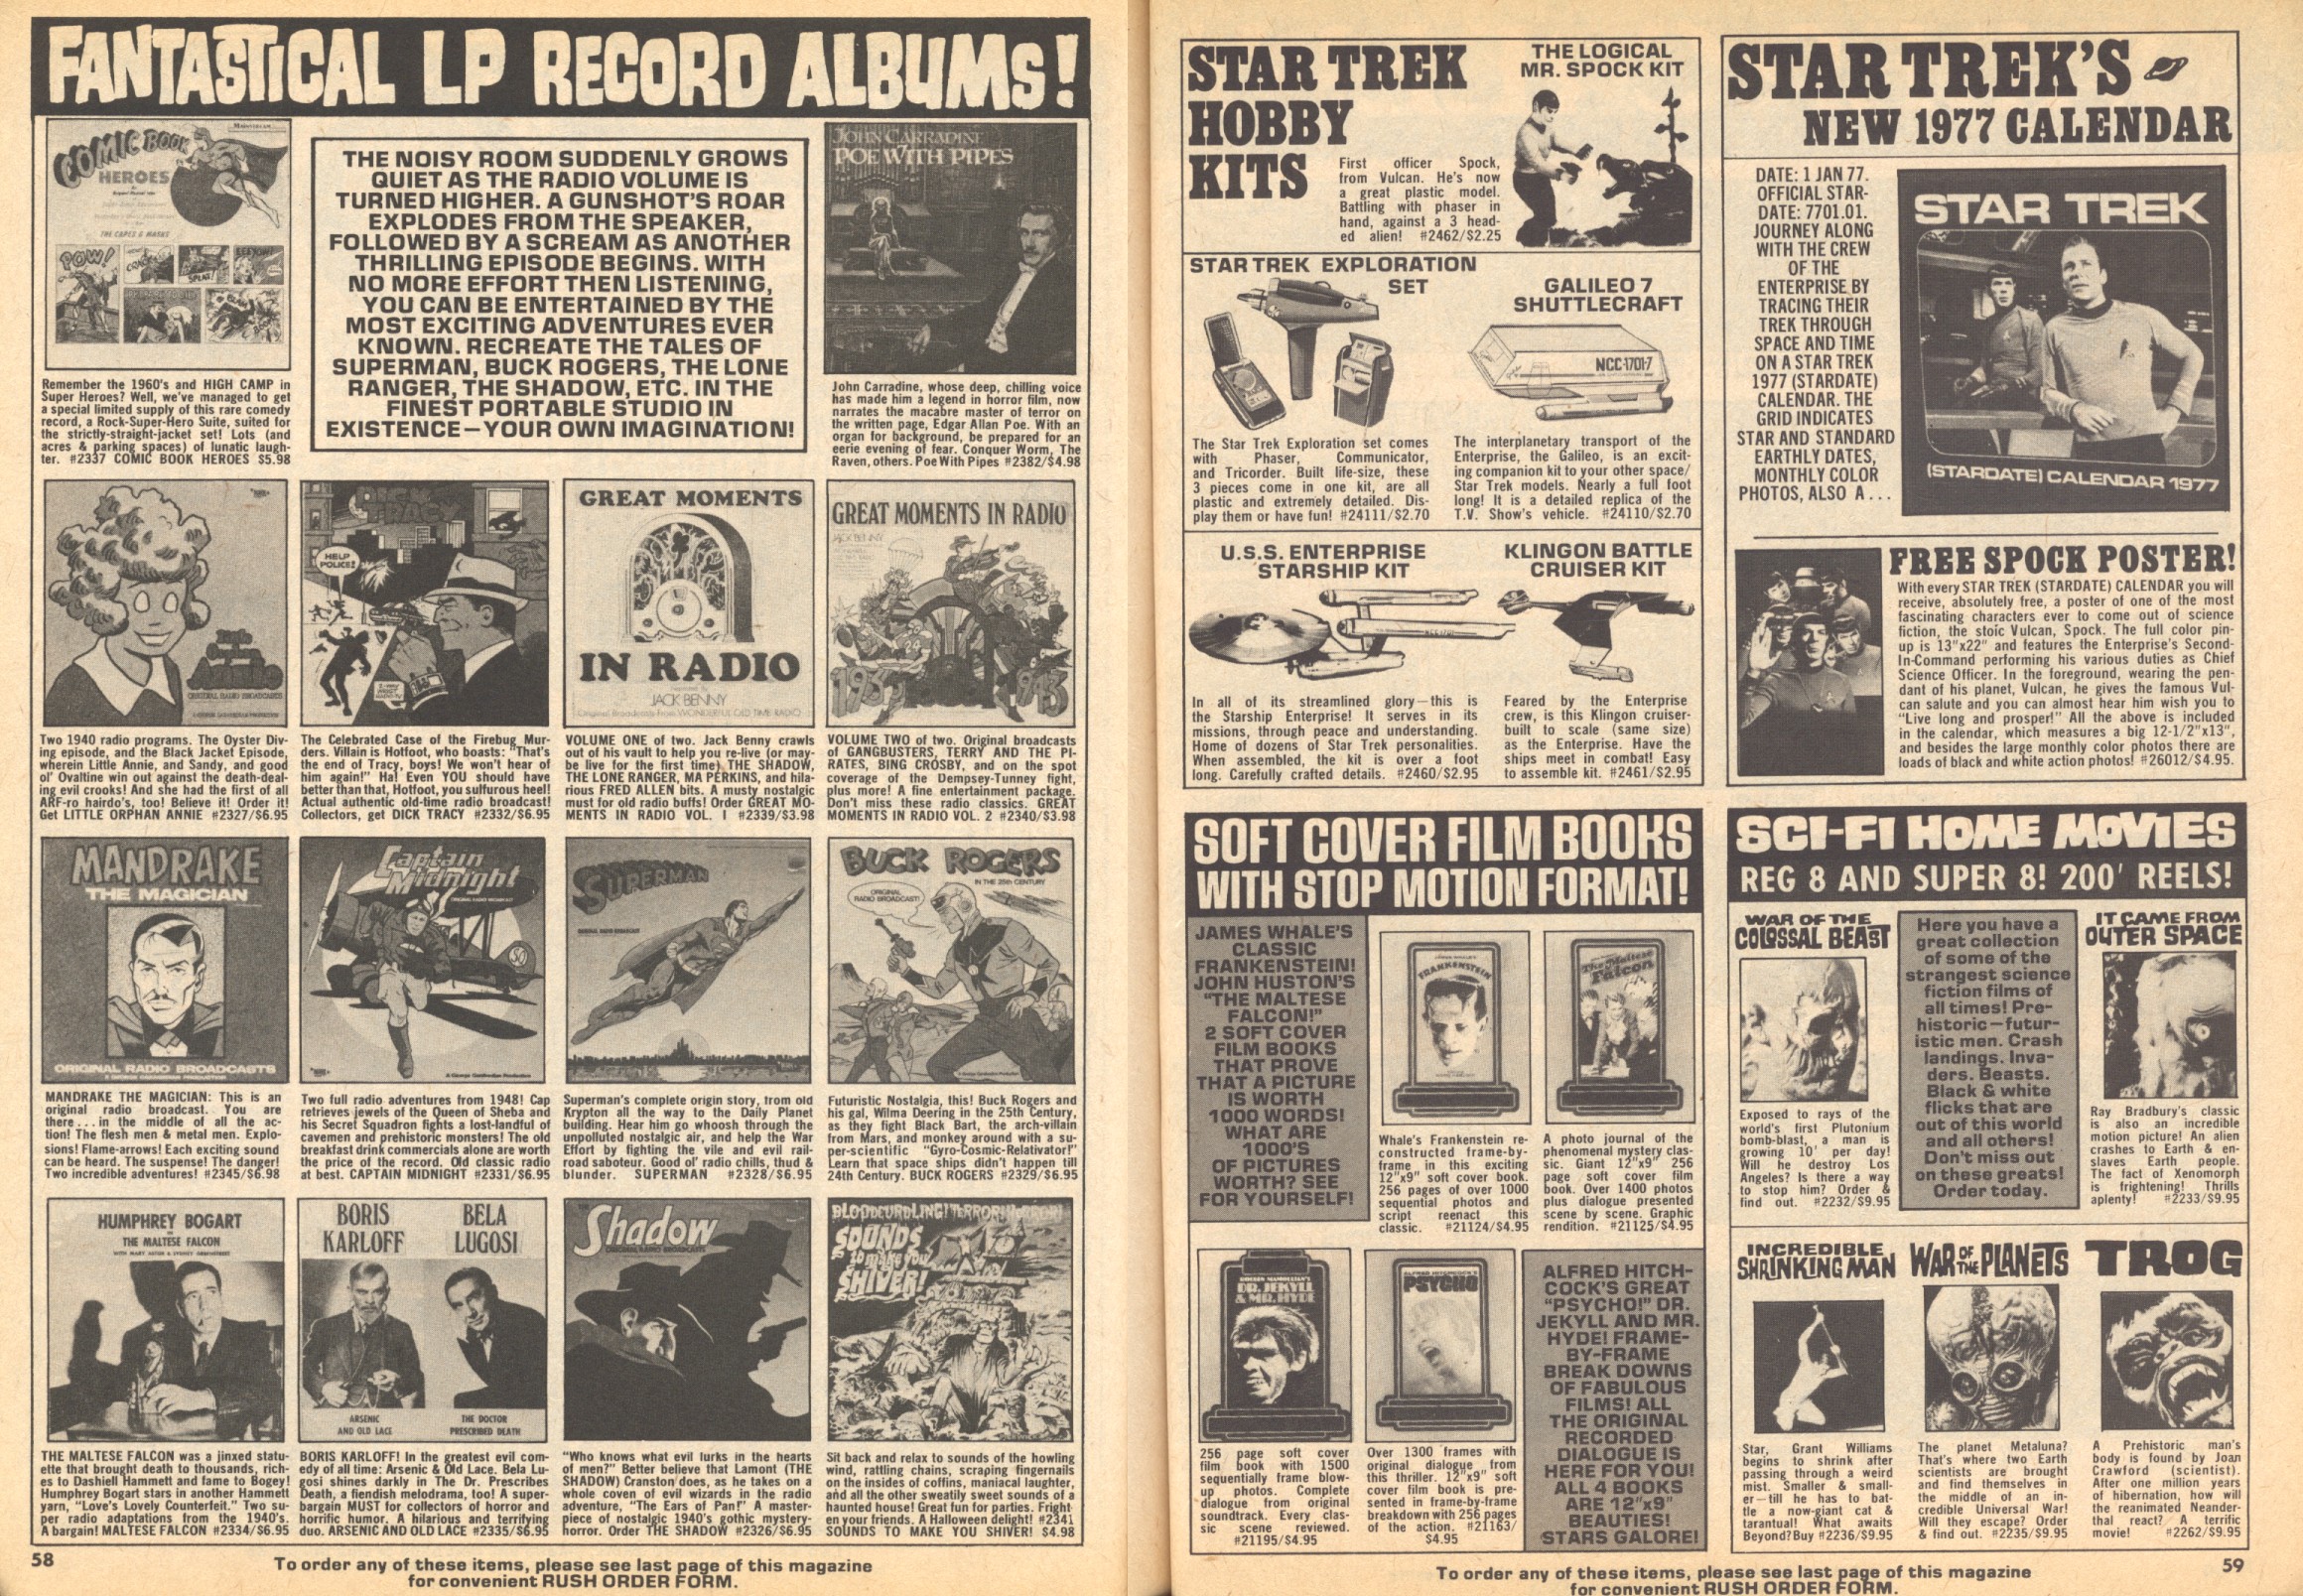 FANTASTICAL LP RECORD ALBUMS!
COMIC BOOK
HEROES
THE CAPES & MASKS
POW!
THE NOISY ROOM SUDDENLY GROWS
QUIET AS THE RADIO VOLUME IS
TURNED HIGHER. A GUNSHOT'S ROAR
EXPLODES FROM THE SPEAKER,
FOLLOWED BY A SCREAM AS ANOTHER
THRILLING EPISODE BEGINS. WITH
NO MORE EFFORT THEN LISTENING,
YOU CAN BE ENTERTAINED BY THE
MOST EXCITING ADVENTURES EVER
KNOWN. RECREATE THE TALES OF
SUPERMAN, BUCK ROGERS, THE LONE
RANGER, THE SHADOW, ETC. IN THE
FINEST PORTABLE STUDIO IN
EXISTENCE—YOUR OWN IMAGINATION!
JOHN CARRADINE
POE WITH PIPES
Remember the 1960's and HIGH CAMP in
Super Heroes? Well, we've managed to get
a special limited supply of this rare comedy
record, a Rock-Super-Hero Suite, suited for
the strictly-straight-jacket set! Lots (and
acres & parking spaces) of lunatic laugh-
ter. #2337 COMIC BOOK HEROES $5.98
John Carradine, whose deep, chilling voice
has made him a legend in horror film, now
narrates the macabre master of terror on
the written page, Edgar Allan Poe. With an
organ for background, be prepared for an
eerie evening of fear. Conquer Worm, The
Raven, others. Poe With Pipes #2382/$4.98
Little
Orphan
Annie
ORIGINAL RADIO BROADCASTS
DICK
TRACY
HELP
POLICE!
2-WAY
WRIST
RADIO TV
GREAT MOMENTS
IN RADIO
JACK BENNY
Original Broadcasts From WONDERFUL OLD TIME RADIO
GREAT MOMENTS IN RADIO
JACK BENNY
Two 1940 radio programs. The Oyster Div-
ing episode, and the Black Jacket Episode,
wherein Little Annie, and Sandy, and good
ol' Ovaltine win out against the death-deal-
ing evil crooks! And she had the first of all
ARF-ro hairdo's, too! Believe it! Order it!
Get LITTLE ORPHAN ANNIE #2327/$6.95
The Celebrated Case of the Firebug Mur-
ders. Villain is Hotfoot, who boasts: "That's
the end of Tracy, boys! We won't hear of
him again!" Ha! Even YOU should have
better than that, Hotfoot, you sulfurous heel!
Actual authentic old-time radio broadcast!
Collectors, get DICK TRACY #2332/$6.95
VOLUME ONE of two. Jack Benny crawls
out of his vault to help you re-live (or may-
be live for the first time) THE SHADOW,
THE LONE RANGER, MA PERKINS, and hila-
rious FRED ALLEN bits. A musty nostalgic
must for old radio buffs! Order GREAT MO-
MENTS IN RADIO VOL. I #2339/$3.98
VOLUME TWO of two. Original broadcasts
of GANGBUSTERS, TERRY AND THE PI-
RATES, BING CROSBY, and on the spot
coverage of the Dempsey-Tunney fight,
plus more! A fine entertainment package.
Don't miss these radio classics. GREAT
MOMENTS IN RADIO VOL. 2 #2340/$3.98
MANDRAKE
THE MAGICIAN
ORIGINAL RADIO BROADCASTS
Captain
Midnight
SUPERMAN
BUCK ROGERS
IN THE 25th CENTURY
ORIGINAL
RADIO BROADCAST!
MANDRAKE THE MAGICIAN: This is an
original radio broadcast. You are
there...in the middle of all the ac-
tion! The flesh men & metal men. Explo-
sions! Flame-arrows! Each exciting sound
can be heard. The suspense! The danger!
Two incredible adventures! #2345/$6.98
Two full radio adventures from 1948! Cap
retrieves jewels of the Queen of Sheba and
his Secret Squadron fights a lost-landful of
cavemen and prehistoric monsters! The old
breakfast drink commercials alone are worth
the price of the record. Old classic radio
at best. CAPTAIN MIDNIGHT #2331/$6.95
Superman's complete origin story, from old
Krypton all the way to the Daily Planet
building. Hear him go whoosh through the
unpolluted nostalgic air, and help the War
Effort by fighting the vile and evil rail-
road saboteur. Good ol' radio chills, thud &
blunder. SUPERMAN #2328/$6.95
Futuristic Nostalgia, this! Buck Rogers and
his gal, Wilma Deering in the 25th Century,
as they fight Black Bart, the arch-villain
from Mars, and monkey around with a su-
per-scientific "Gyro-Cosmic-Relativator!"
Learn that space ships didn't happen till
24th Century. BUCK ROGERS #2329/$6.95
HUMPHREY BOGART
THE MALTESE FALCON
BORIS
KARLOFF
BELA
LUGOSI
ARSENIC
AND OLD LACE
THE DOCTOR
PRESCRIBED DEATH
Shadow
ORIGINAL RADIO BROADCASTS
BLOODCURDLING! TERROR! HORROR!
SOUNDS
to make you
SHIVER!
THE MALTESE FALCON was a jinxed statu-
ette that brought death to thousands, rich-
es to Dashiell Hammett and fame to Bogey!
Humphrey Bogart stars in another Hammett
yarn, "Love's Lovely Counterfeit." Two su-
per radio adaptations from the 1940's.
A bargain! MALTESE FALCON #2334/$6.95
BORIS KARLOFF! In the greatest evil com-
edy of all time: Arsenic & Old Lace. Bela Lu-
gosi shines darkly in The Dr. Prescribes
Death, a fiendish melodrama, too! A super-
bargain MUST for collectors of horror and
horrific humor. A hilarious and terrifying
duo. ARSENIC AND OLD LACE #2335/$6.95
"Who knows what evil lurks in the hearts
of men?" Better believe that Lamont (THE
SHADOW) Cranston does, as he takes on a
whole coven of evil wizards in the radio
adventure, "The Ears of Pan!" A master-
piece of nostalgic 1940's gothic mystery-
horror. Order THE SHADOW #2326/$6.95
Sit back and relax to sounds of the howling
wind, rattling chains, scraping fingernails
on the insides of coffins, maniacal laughter,
and all the other sweatily sweet sounds of a
haunted house! Great fun for parties. Fright-
en your friends. A Halloween delight! #2341
SOUNDS TO MAKE YOU SHIVER! $4.98
58
To order any of these items, please see last page of this magazine
for convenient RUSH ORDER FORM.
STAR TREK
HOBBY
KITS
THE LOGICAL
MR. SPOCK KIT
First officer Spock,
from Vulcan. He's now
a great plastic model.
Battling with phaser in
hand, against a 3 head-
ed alien! #2462/$2.25
STAR TREK EXPLORATION
SET
GALILEO 7
SHUTTLECRAFT
NCC-1701/7
The Star Trek Exploration set comes
with Phaser, Communicator,
and Tricorder. Built life-size, these
3 pieces come in one kit, are all
plastic and extremely detailed. Dis-
play them or have fun! #24111/$2.70
The interplanetary transport of the
Enterprise, the Galileo, is an excit-
ing companion kit to your other space/
Star Trek models. Nearly a full foot
long! It is a detailed replica of the
T.V. Show's vehicle. #24110/$2.70
U.S.S. ENTERPRISE
STARSHIP KIT
KLINGON BATTLE
CRUISER KIT
In all of its streamlined glory—this is
the Starship Enterprise! It serves in its
missions, through peace and understanding.
Home of dozens of Star Trek personalities.
When assembled, the kit is over a foot
long. Carefully crafted details. #2460/$2.95
Feared by the Enterprise
crew, is this Klingon cruiser-
built to scale (same size)
as the Enterprise. Have the
ships meet in combat! Easy
to assemble kit. #2461/$2.95
STAR TREK'S
NEW 1977 CALENDAR
DATE: 1 JAN 77.
OFFICIAL STAR-
DATE: 7701.01.
JOURNEY ALONG
WITH THE CREW
OF THE
ENTERPRISE BY
TRACING THEIR
TREK THROUGH
SPACE AND TIME
ON A STAR TREK
1977 (STARDATE)
CALENDAR. THE
GRID INDICATES
STAR AND STANDARD
EARTHLY DATES,
MONTHLY COLOR
PHOTOS, ALSO A...
STAR TREK
(STARDATE) CALENDAR 1977
FREE SPOCK POSTER!
With every STAR TREK (STARDATE) CALENDAR you will
receive, absolutely free, a poster of one of the most
fascinating characters ever to come out of science
fiction, the stoic Vulcan, Spock. The full color pin-
up is 13"x22" and features the Enterprise's Second-
In-Command performing his various duties as Chief
Science Officer. In the foreground, wearing the pen-
dant of his planet, Vulcan, he gives the famous Vul-
can salute and you can almost hear him wish you to
"Live long and prosper!" All the above is included
in the calendar, which measures a big 12-1/2"x13",
and besides the large monthly color photos there are
loads of black and white action photos! #26012/$4.95.
SOFT COVER FILM BOOKS
WITH STOP MOTION FORMAT!
JAMES WHALE'S
CLASSIC
FRANKENSTEIN!
JOHN HUSTON'S
"THE MALTESE
FALCON!"
2 SOFT COVER
FILM BOOKS
THAT PROVE
THAT A PICTURE
IS WORTH
1000 WORDS!
WHAT ARE
1000'S
OF PICTURES
WORTH? SEE
FOR YOURSELF!
FRANKENSTEIN
The Maltese
Falcon
Whale's Frankenstein re-
constructed frame-by-
frame in this exciting
12"x9" soft cover book.
256 pages of over 1000
sequential photos and
script reenact this
classic. #21124/$4.95
A photo journal of the
phenomenal mystery clas-
sic. Giant 12"x9" 256
page soft cover film
book. Over 1400 photos
plus dialogue presented
scene by scene. Graphic
rendition. #21125/$4.95
DR. JEKYLL
& MR. HYDE
PSYCHO
ALFRED HITCH-
COCK'S GREAT
"PSYCHO!" DR.
JEKYLL AND MR.
HYDE! FRAME-
BY-FRAME
BREAK DOWNS
OF FABULOUS
FILMS! ALL
THE ORIGINAL
RECORDED
DIALOGUE IS
HERE FOR YOU!
ALL 4 BOOKS
ARE 12"x9"
BEAUTIES!
STARS GALORE!
256 page soft cover
film book with 1500
sequentially frame blow-
up photos. Complete
dialogue from original
soundtrack. Every clas-
sic scene reviewed.
#21195/$4.95
Over 1300 frames with
original dialogue from
this thriller. 12"x9" soft
cover film book is pre-
sented in frame-by-frame
breakdown with 256 pages
of the action. #21163/
$4.95
SCI-FI HOME MOVIES
REG 8 AND SUPER 8! 200' REELS!
WAR OF THE
COLOSSAL BEAST
Here you have a
great collection
of some of the
strangest science
fiction films of
all times! Pre-
historic—futur-
istic men. Crash
landings. Inva-
ders. Beasts.
Black & white
flicks that are
out of this world
and all others!
Don't miss out
on these greats!
Order today.
IT CAME FROM
OUTER SPACE
Exposed to rays of the
world's first Plutonium
bomb-blast, a man is
growing 10' per day!
Will he destroy Los
Angeles? Is there a way
to stop him? Order &
find out. #2232/$9.95
Ray Bradbury's classic
is also an incredible
motion picture! An alien
crashes to Earth & en-
slaves Earth people.
The fact of Xenomorph
is frightening! Thrills
aplenty! #2233/$9.95
INCREDIBLE
SHRINKING MAN
WAR OF THE PLANETS
TROG
Star, Grant Williams
begins to shrink after
passing through a weird
mist. Smaller & small-
er—till he has to bat-
tle a now-giant cat &
tarantual! What awaits
Beyond? Buy #2236/$9.95
The planet Metaluna?
That's where two Earth
scientists are brought
and find themselves in
the middle of an in-
credible Universal War!
Will they escape? Order
& find out. #2235/$9.95
A Prehistoric man's
body is found by Joan
Crawford (scientist).
After one million years
of hibernation, how will
the reanimated Neander-
thal react? A terrific
movie! #2262/$9.95
To order any of these items, please see last page of this magazine
for convenient RUSH ORDER FORM.
59